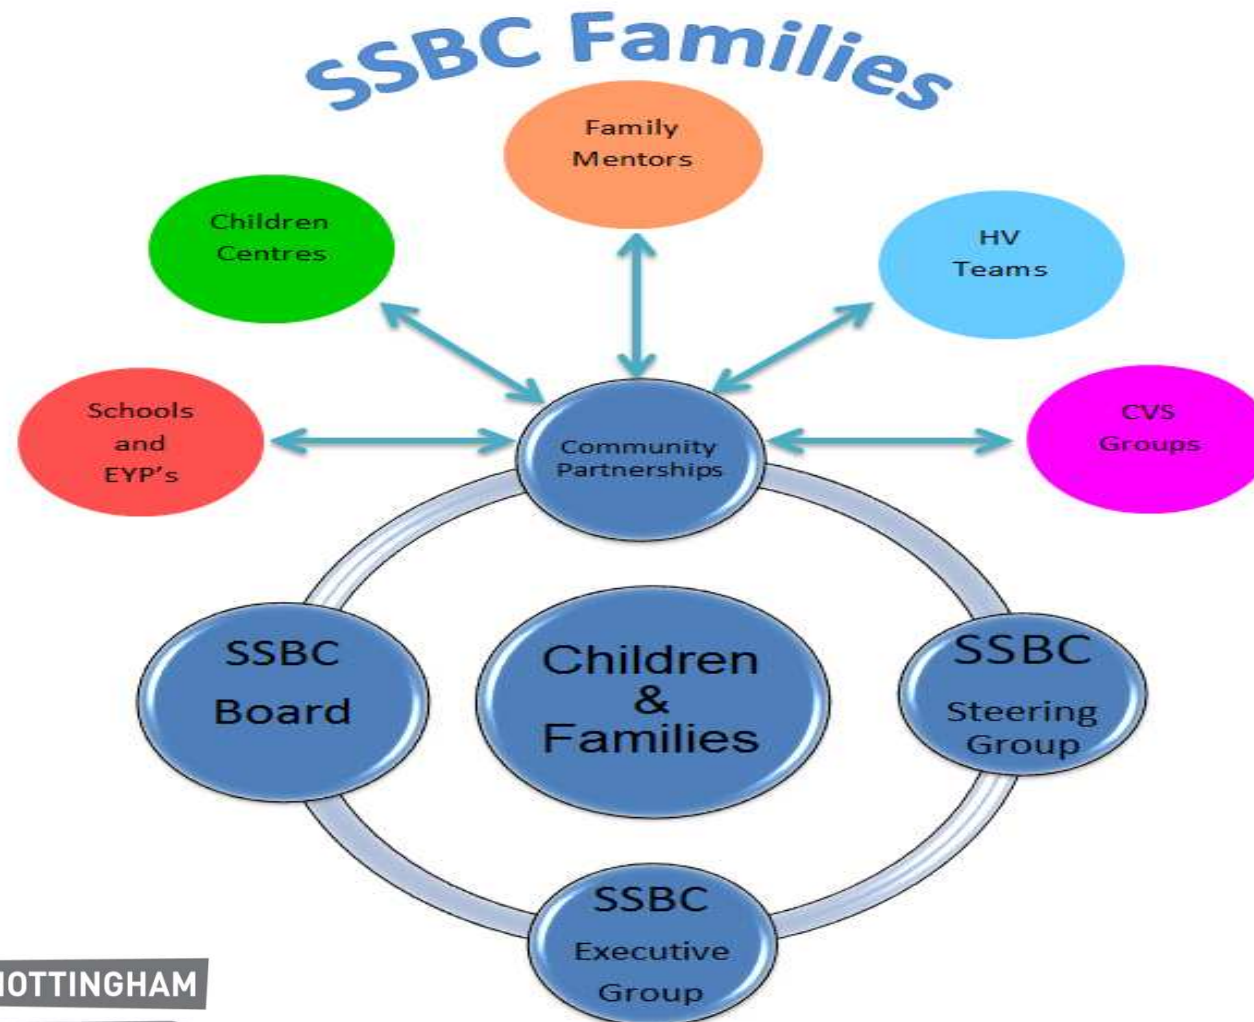 SSBC Families
Family
Mentors
Children
Centres
HV
Teams
Schools
and
EYP's
CVS
Groups
Community
Partnerships
SSBC
Board
Children
&
Families
SSBC
Steering
Group
SSBC
Executive
Group
NOTTINGHAM